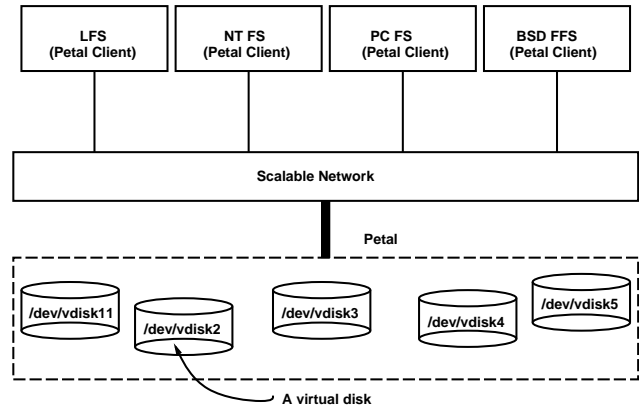 LFS
(Petal Client)
NT FS
(Petal Client)
PC FS
(Petal Client)
BSD FFS
(Petal Client)
Scalable Network
Petal
/dev/vdisk11
/dev/vdisk2
/dev/vdisk3
/dev/vdisk4
/dev/vdisk5
A virtual disk